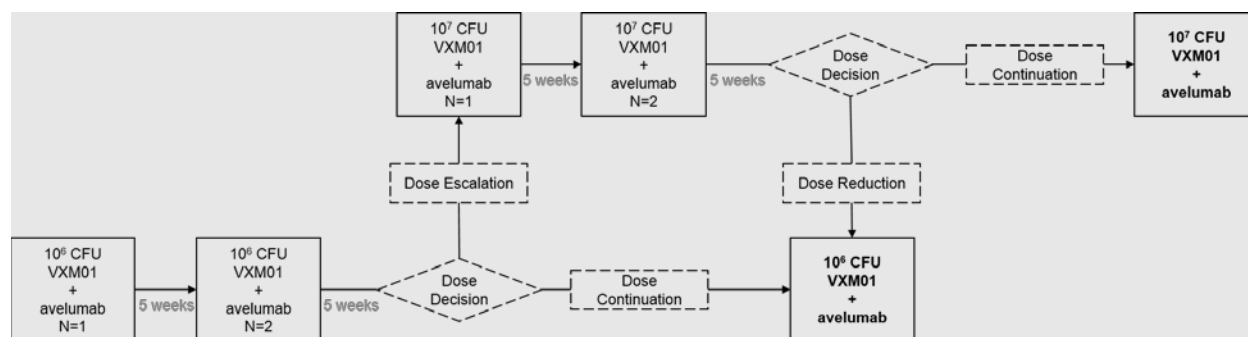 10⁷ CFU
VXM01
+
avelumab
N=1
5 weeks
10⁷ CFU
VXM01
+
avelumab
N=2
5 weeks
Dose
Decision
Dose
Continuation
10⁷ CFU
VXM01
+
avelumab
Dose Escalation
Dose Reduction
10⁶ CFU
VXM01
+
avelumab
N=1
5 weeks
10⁶ CFU
VXM01
+
avelumab
N=2
5 weeks
Dose
Decision
Dose
Continuation
10⁶ CFU
VXM01
+
avelumab